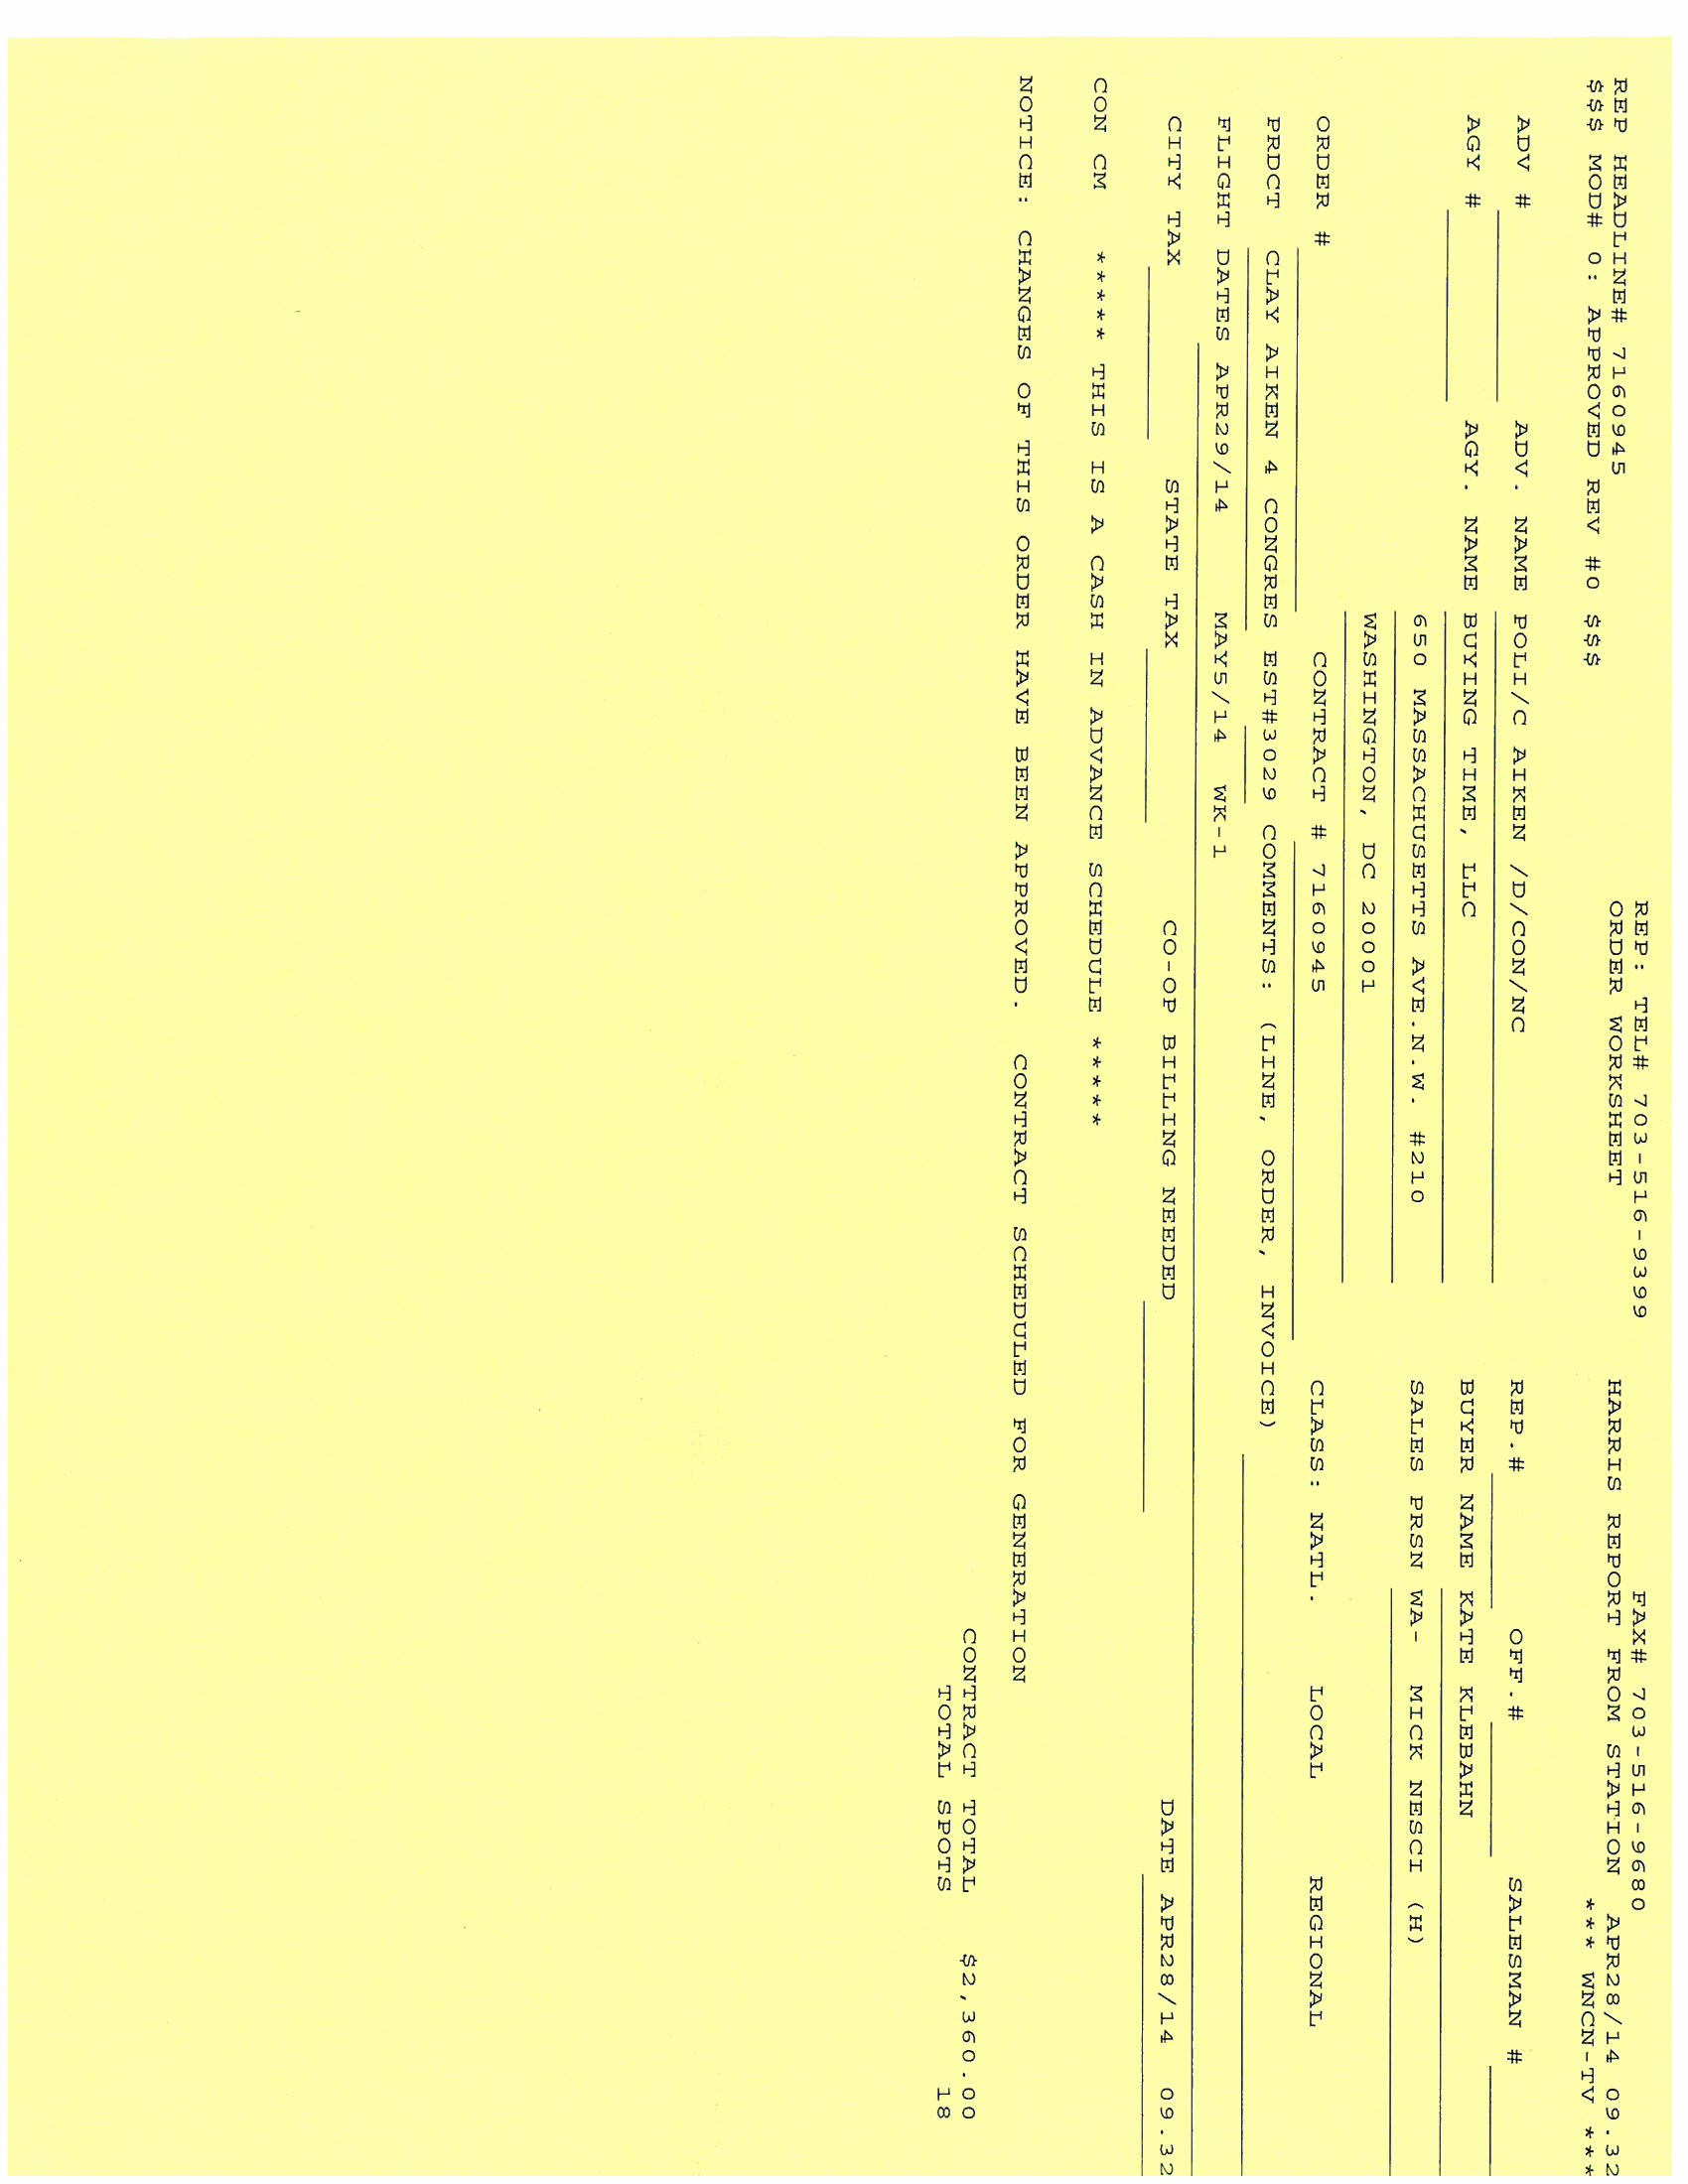 REP: TEL# 703-516-9399 FAX# 703-516-9680
REP HEADLINE# 7160945 ORDER WORKSHEET HARRIS REPORT FROM STATION APR28/14 09.32
$$$ MOD# 0: APPROVED REV #0 $$$ *** WNCN-TV ***
ADV # ADV. NAME POLI/C AIKEN /D/CON/NC REP.# OFF.# SALESMAN #
AGY # AGY. NAME BUYING TIME, LLC BUYER NAME KATE KLEBAHN
650 MASSACHUSETTS AVE.N.W. #210 SALES PRSN WA- MICK NESCI (H)
WASHINGTON, DC 20001
ORDER # CONTRACT # 7160945 CLASS: NATL. LOCAL REGIONAL
PRDCT CLAY AIKEN 4 CONGRES EST#3029 COMMENTS: (LINE, ORDER, INVOICE)
FLIGHT DATES APR29/14 MAY5/14 WK-1
CITY TAX STATE TAX CO-OP BILLING NEEDED DATE APR28/14 09.32
CON CM ***** THIS IS A CASH IN ADVANCE SCHEDULE *****
NOTICE: CHANGES OF THIS ORDER HAVE BEEN APPROVED. CONTRACT SCHEDULED FOR GENERATION
CONTRACT TOTAL $2,360.00
TOTAL SPOTS 18